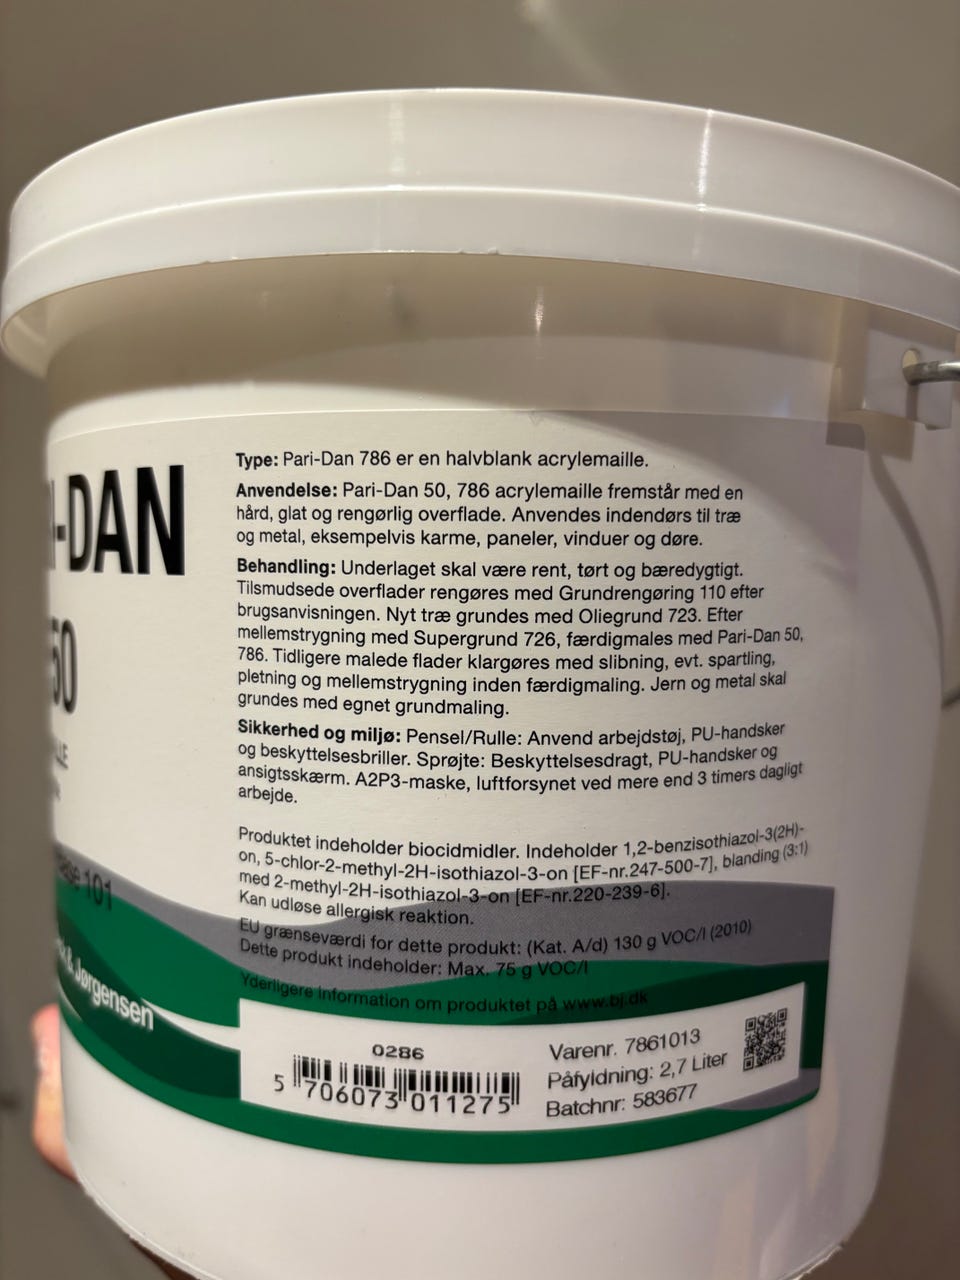 -DAN
50
Type: Pari-Dan 786 er en halvblank acrylemaille.
Anvendelse: Pari-Dan 50, 786 acrylemaille fremstår med en
hård, glat og rengørlig overflade. Anvendes indendørs til træ
og metal, eksempelvis karme, paneler, vinduer og døre.
Behandling: Underlaget skal være rent, tørt og bæredygtigt.
Tilsmudsede overflader rengøres med Grundrengøring 110 efter
brugsanvisningen. Nyt træ grundes med Oliegrund 723. Efter
mellemstrygning med Supergrund 726, færdigmales med Pari-Dan 50,
786. Tidligere malede flader klargøres med slibning, evt. spartling,
pletning og mellemstrygning inden færdigmaling. Jern og metal skal
grundes med egnet grundmaling.
Sikkerhed og miljø: Pensel/Rulle: Anvend arbejdstøj, PU-handsker
og beskyttelsesbriller. Sprøjte: Beskyttelsesdragt, PU-handsker og
ansigtsskærm. A2P3-maske, luftforsynet ved mere end 3 timers dagligt
arbejde.
Produktet indeholder biocidmidler. Indeholder 1,2-benzisothiazol-3(2H)-
on, 5-chlor-2-methyl-2H-isothiazol-3-on [EF-nr.247-500-7], blanding (3:1)
med 2-methyl-2H-isothiazol-3-on [EF-nr.220-239-6].
Kan udløse allergisk reaktion.
EU grænseværdi for dette produkt: (Kat. A/d) 130 g VOC/l (2010)
Dette produkt indeholder: Max. 75 g VOC/l
Yderligere information om produktet på www.bj.dk
101
& Jørgensen
0286
5 706073 011275
Varenr. 7861013
Påfyldning: 2,7 Liter
Batchnr: 583677